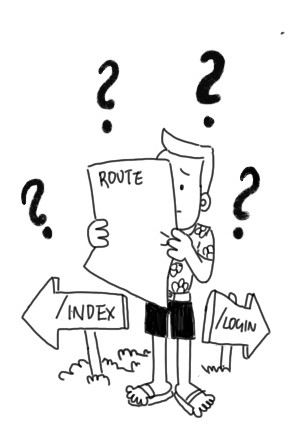 ? ?
? ?
ROUTE
/INDEX
/LOGIN